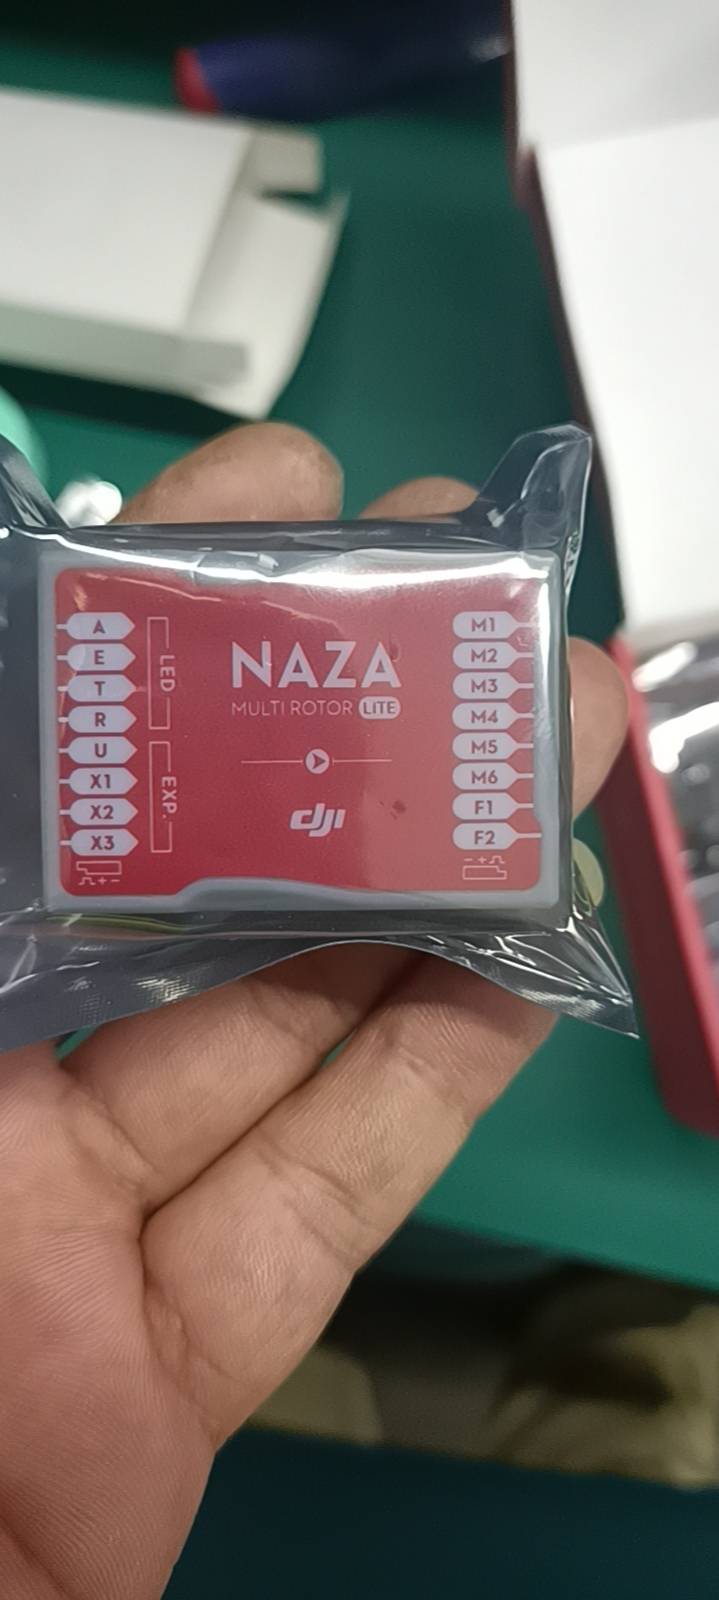 A
E
T
R
U
X1
X2
X3
LED
EXP.
NAZA
MULTI ROTOR LITE
dji
M1
M2
M3
M4
M5
M6
F1
F2